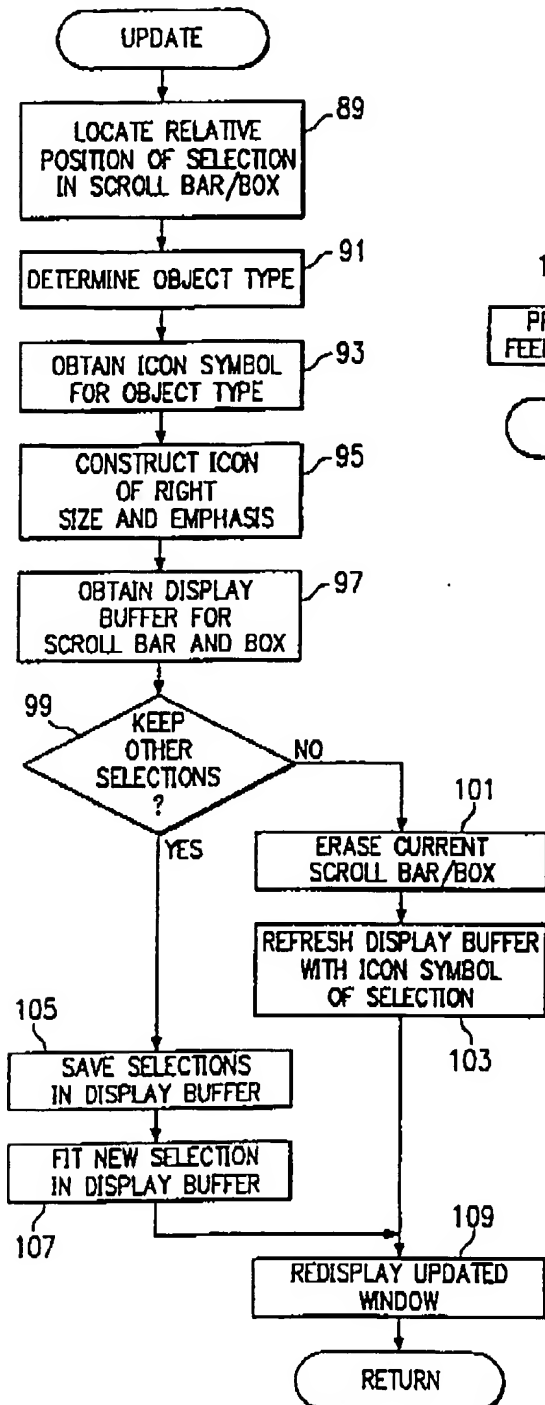 UPDATE
89
LOCATE RELATIVE
POSITION OF SELECTION
IN SCROLL BAR/BOX
91
DETERMINE OBJECT TYPE
93
OBTAIN ICON SYMBOL
FOR OBJECT TYPE
95
CONSTRUCT ICON
OF RIGHT
SIZE AND EMPHASIS
97
OBTAIN DISPLAY
BUFFER FOR
SCROLL BAR AND BOX
99
KEEP
OTHER
SELECTIONS
?
NO
YES
101
ERASE CURRENT
SCROLL BAR/BOX
REFRESH DISPLAY BUFFER
WITH ICON SYMBOL
OF SELECTION
103
105
SAVE SELECTIONS
IN DISPLAY BUFFER
FIT NEW SELECTION
IN DISPLAY BUFFER
107
109
REDISPLAY UPDATED
WINDOW
RETURN